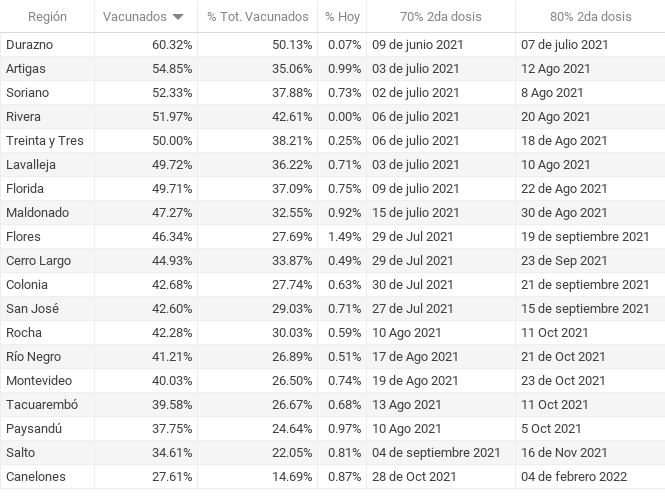 Región Vacunados % Tot. Vacunados % Hoy 70% 2da dosis 80% 2da dosis
Durazno 60.32% 50.13% 0.07% 09 de junio 2021 07 de julio 2021
Artigas 54.85% 35.06% 0.99% 03 de julio 2021 12 Ago 2021
Soriano 52.33% 37.88% 0.73% 02 de julio 2021 8 Ago 2021
Rivera 51.97% 42.61% 0.00% 06 de julio 2021 20 Ago 2021
Treinta y Tres 50.00% 38.21% 0.25% 06 de julio 2021 18 de Ago 2021
Lavalleja 49.72% 36.22% 0.71% 03 de julio 2021 10 Ago 2021
Florida 49.71% 37.09% 0.75% 09 de julio 2021 22 de Ago 2021
Maldonado 47.27% 32.55% 0.92% 15 de julio 2021 30 de Ago 2021
Flores 46.34% 27.69% 1.49% 29 de Jul 2021 19 de septiembre 2021
Cerro Largo 44.93% 33.87% 0.49% 29 de Jul 2021 23 de Sep 2021
Colonia 42.68% 27.74% 0.63% 30 de Jul 2021 21 de septiembre 2021
San José 42.60% 29.03% 0.71% 27 de Jul 2021 15 de septiembre 2021
Rocha 42.28% 30.03% 0.59% 10 Ago 2021 11 Oct 2021
Río Negro 41.21% 26.89% 0.51% 17 de Ago 2021 21 de Oct 2021
Montevideo 40.03% 26.50% 0.74% 19 de Ago 2021 23 de Oct 2021
Tacuarembó 39.58% 26.67% 0.68% 13 Ago 2021 11 Oct 2021
Paysandú 37.75% 24.64% 0.97% 10 Ago 2021 5 Oct 2021
Salto 34.61% 22.05% 0.81% 04 de septiembre 2021 16 de Nov 2021
Canelones 27.61% 14.69% 0.87% 28 de Oct 2021 04 de febrero 2022